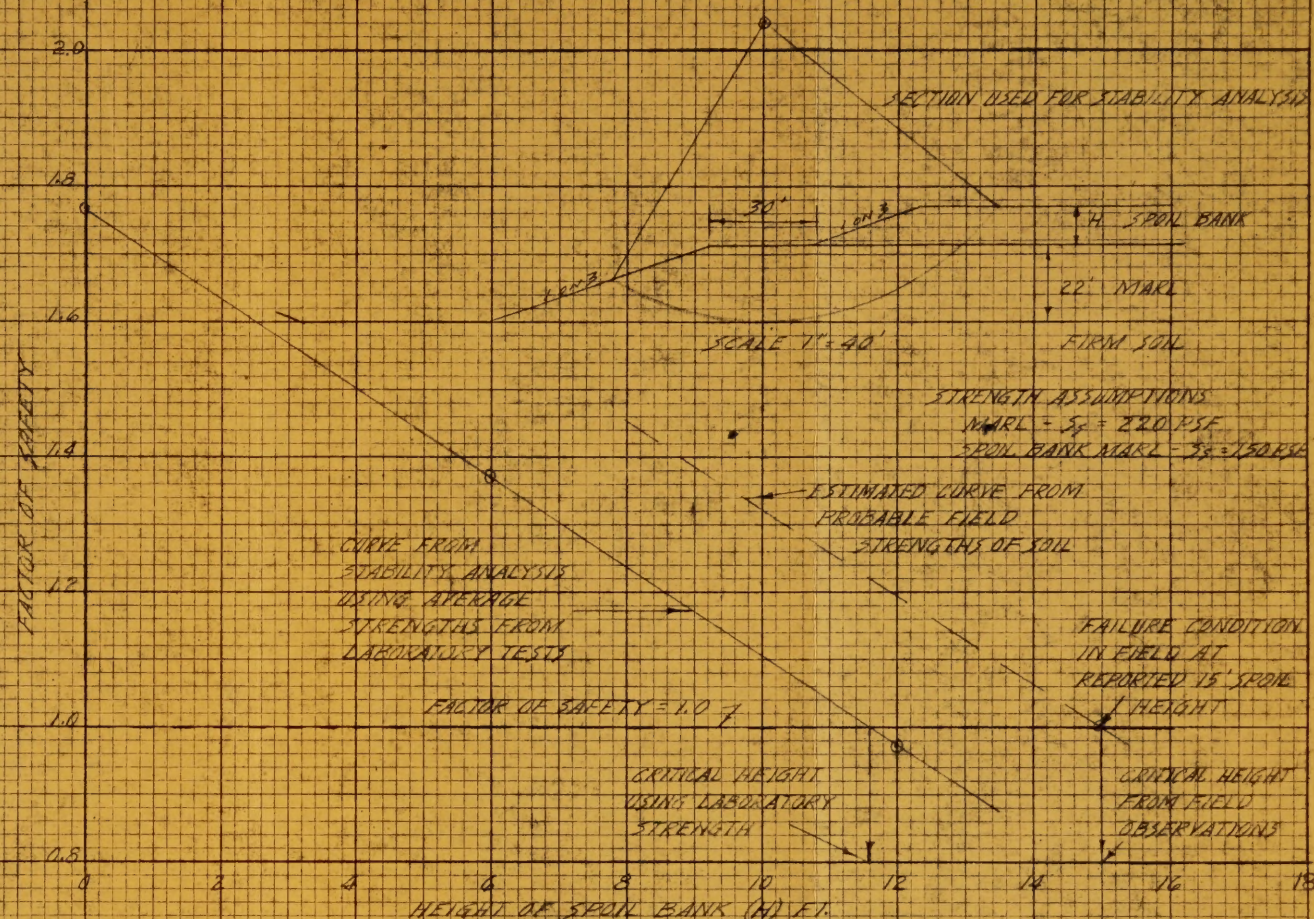 2.0
SECTION USED FOR STABILITY ANALYSIS
1.8
30'
1 ON 3
H SPOIL BANK
1 ON 3
22' MARL
1.6
SCALE 1" = 40'
FIRM SOIL
STRENGTH ASSUMPTIONS
MARL - Ss = 220 PSF
SPOIL BANK MARL - Ss = 150 PSF
1.4
ESTIMATED CURVE FROM
PROBABLE FIELD
STRENGTHS OF SOIL
FACTOR OF SAFETY
CURVE FROM
STABILITY ANALYSIS
USING AVERAGE
STRENGTHS FROM
LABORATORY TESTS
1.2
FAILURE CONDITION
IN FIELD AT
REPORTED 15' SPOIL
HEIGHT
FACTOR OF SAFETY = 1.0
1.0
CRITICAL HEIGHT
USING LABORATORY
STRENGTH
CRITICAL HEIGHT
FROM FIELD
OBSERVATIONS
0.8
0 2 4 6 8 10 12 14 16 18
HEIGHT OF SPOIL BANK (H) FT.